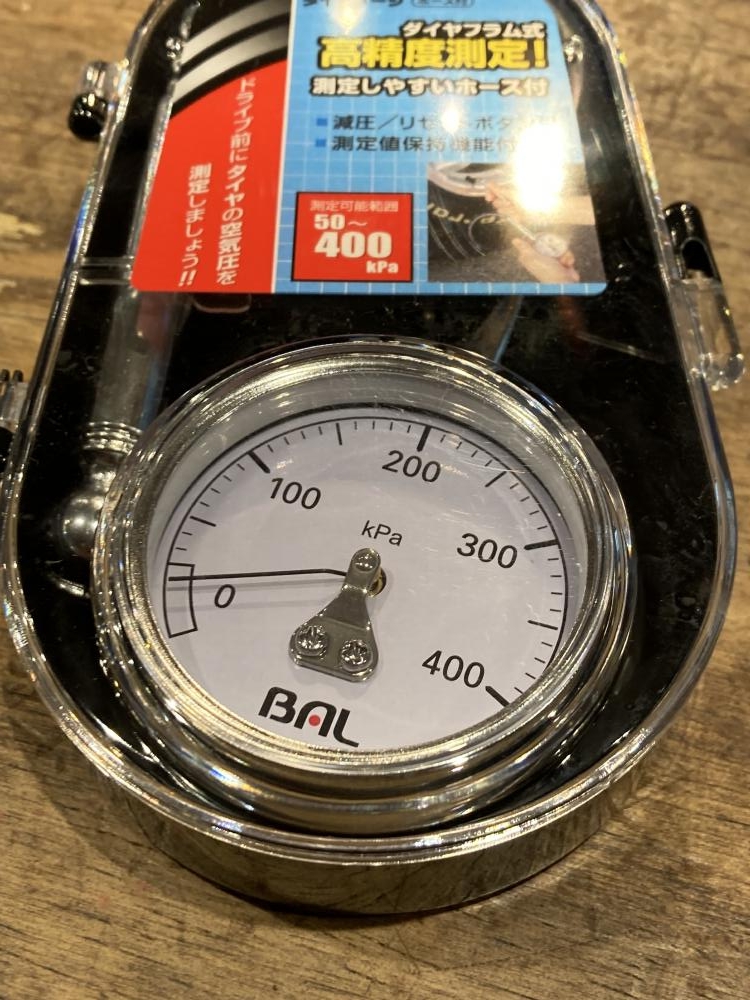 ダイヤフラム式
高精度測定!
測定しやすいホース付
■減圧/リセットボタン
■測定値保持機能付
ドライブ前にタイヤの空気圧を
測定しましょう!!
測定可能範囲
50~
400
kPa
200
100
kPa
300
0
400
BAL